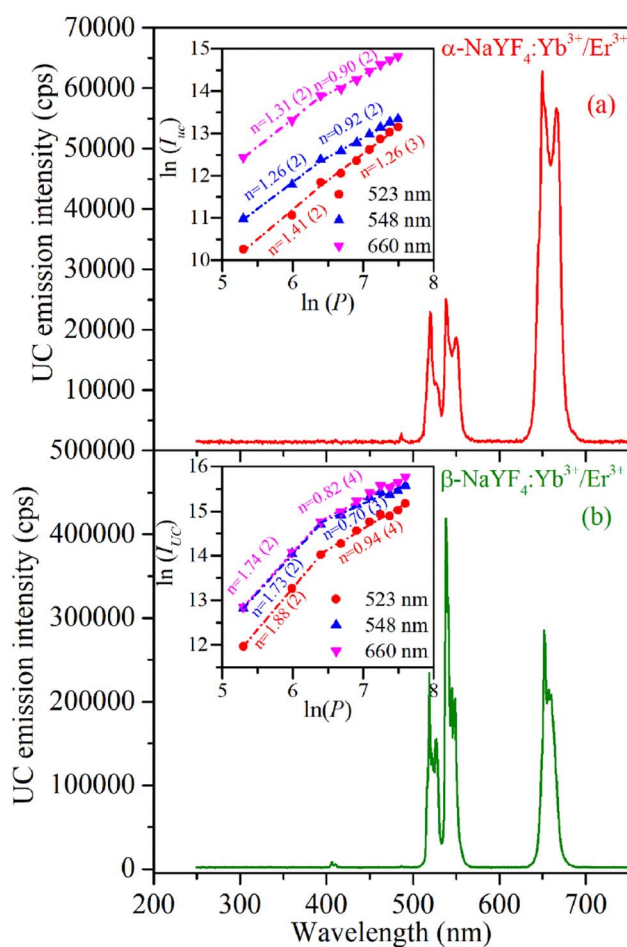 α-NaYF₄:Yb³⁺/Er³⁺
(a)
UC emission intensity (cps)
70000
60000
50000
40000
30000
20000
10000
500000
ln (I_uc)
15
14
13
12
11
10
n=1.31 (2)
n=0.90 (2)
n=1.26 (2)
n=0.92 (2)
n=1.41 (2)
n=1.26 (3)
523 nm
548 nm
660 nm
5
6
7
8
ln (P)
β-NaYF₄:Yb³⁺/Er³⁺
(b)
UC emission intensity (cps)
400000
300000
200000
100000
0
ln (I_UC)
16
15
14
13
12
n=1.74 (2)
n=0.82 (4)
n=1.73 (2)
n=0.70 (3)
n=1.88 (2)
n=0.94 (4)
523 nm
548 nm
660 nm
5
6
7
8
ln(P)
200
300
400
500
600
700
Wavelength (nm)